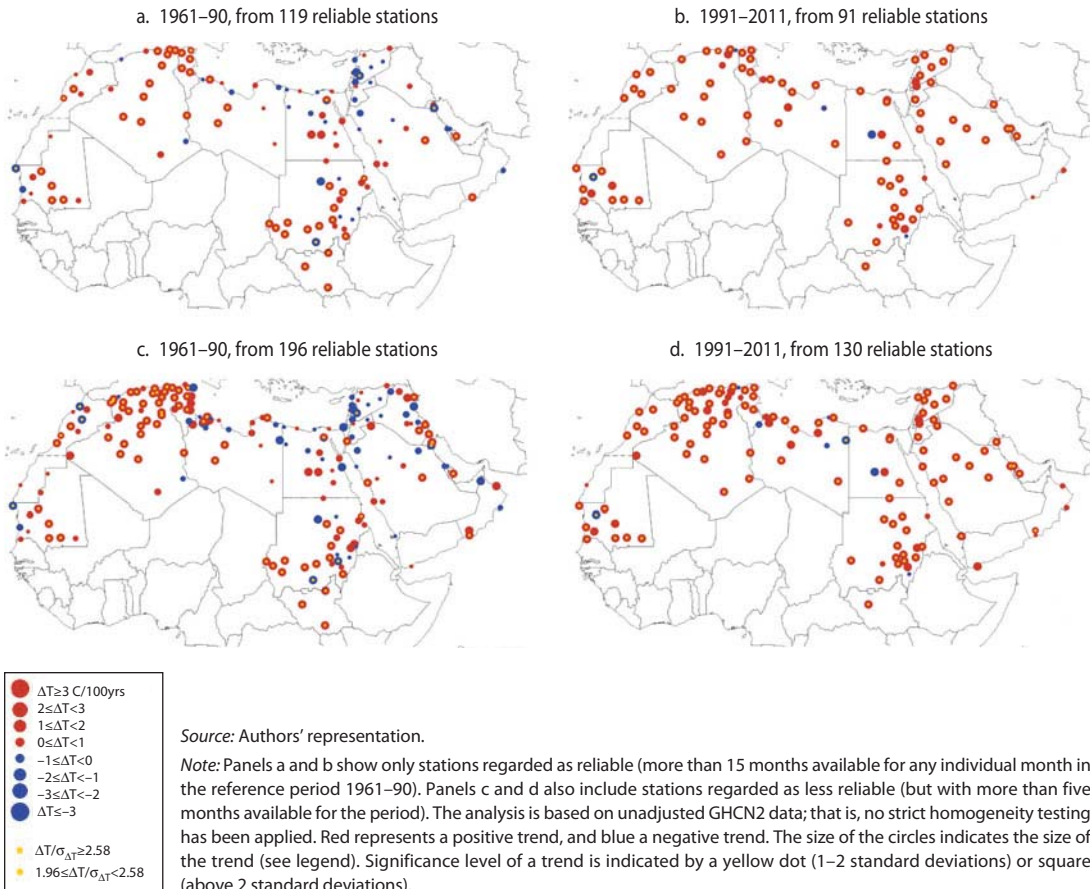 a. 1961–90, from 119 reliable stations
b. 1991–2011, from 91 reliable stations
c. 1961–90, from 196 reliable stations
d. 1991–2011, from 130 reliable stations
ΔT≥3 C/100yrs
2≤ΔT<3
1≤ΔT<2
0≤ΔT<1
−1≤ΔT<0
−2≤ΔT<−1
−3≤ΔT<−2
ΔT≤−3
ΔT/σΔT≥2.58
1.96≤ΔT/σΔT<2.58
Source: Authors’ representation.
Note: Panels a and b show only stations regarded as reliable (more than 15 months available for any individual month in
the reference period 1961–90). Panels c and d also include stations regarded as less reliable (but with more than five
months available for the period). The analysis is based on unadjusted GHCN2 data; that is, no strict homogeneity testing
has been applied. Red represents a positive trend, and blue a negative trend. The size of the circles indicates the size of
the trend (see legend). Significance level of a trend is indicated by a yellow dot (1–2 standard deviations) or square
(above 2 standard deviations).